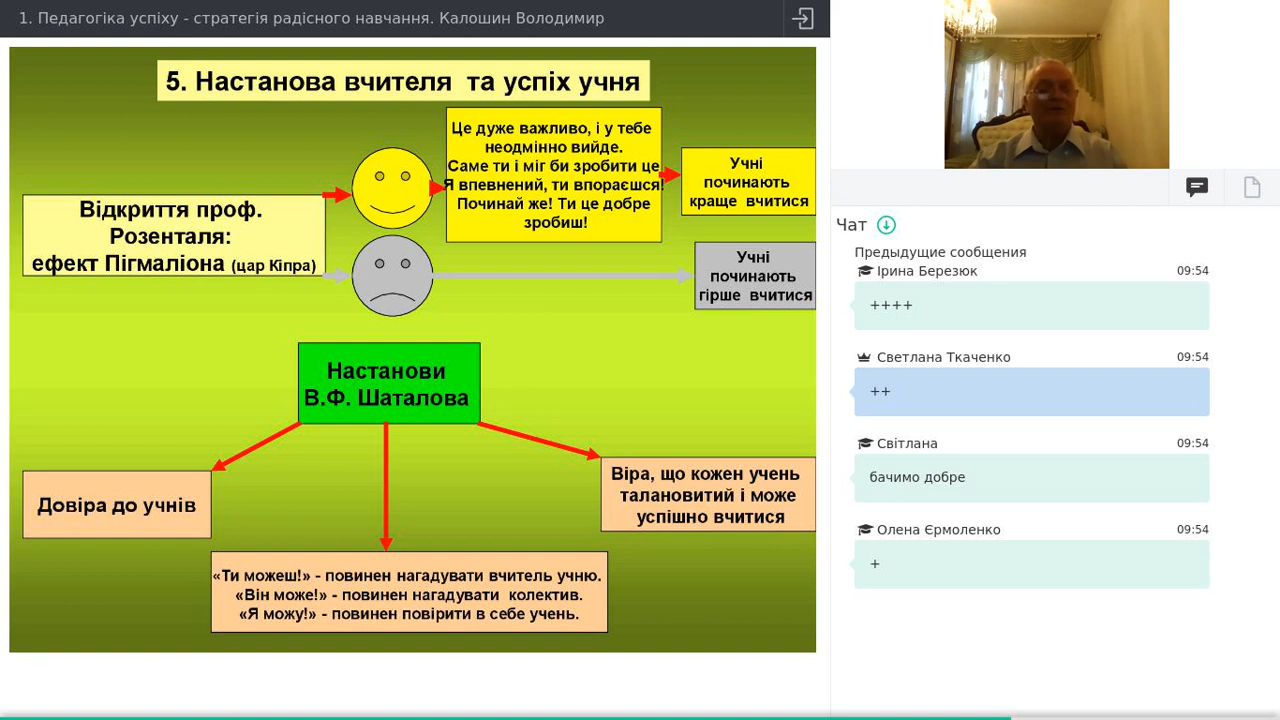 1. Педагогіка успіху - стратегія радісного навчання. Калошин Володимир
5. Настанова вчителя та успіх учня
Відкриття проф.
Розенталя:
ефект Пігмаліона (цар Кіпра)
Це дуже важливо, і у тебе
неодмінно вийде.
Саме ти і міг би зробити це
Я впевнений, ти впораєшся!
Починай же! Ти це добре
зробиш!
Учні
починають
краще вчитися
Учні
починають
гірше вчитися
Настанови
В.Ф. Шаталова
Довіра до учнів
«Ти можеш!» - повинен нагадувати вчитель учню.
«Він може!» - повинен нагадувати колектив.
«Я можу!» - повинен повірити в себе учень.
Віра, що кожен учень
талановитий і може
успішно вчитися
Чат
Предыдущие сообщения
Ірина Березюк 09:54
++++
Светлана Ткаченко 09:54
++
Світлана 09:54
бачимо добре
Олена Єрмоленко 09:54
+